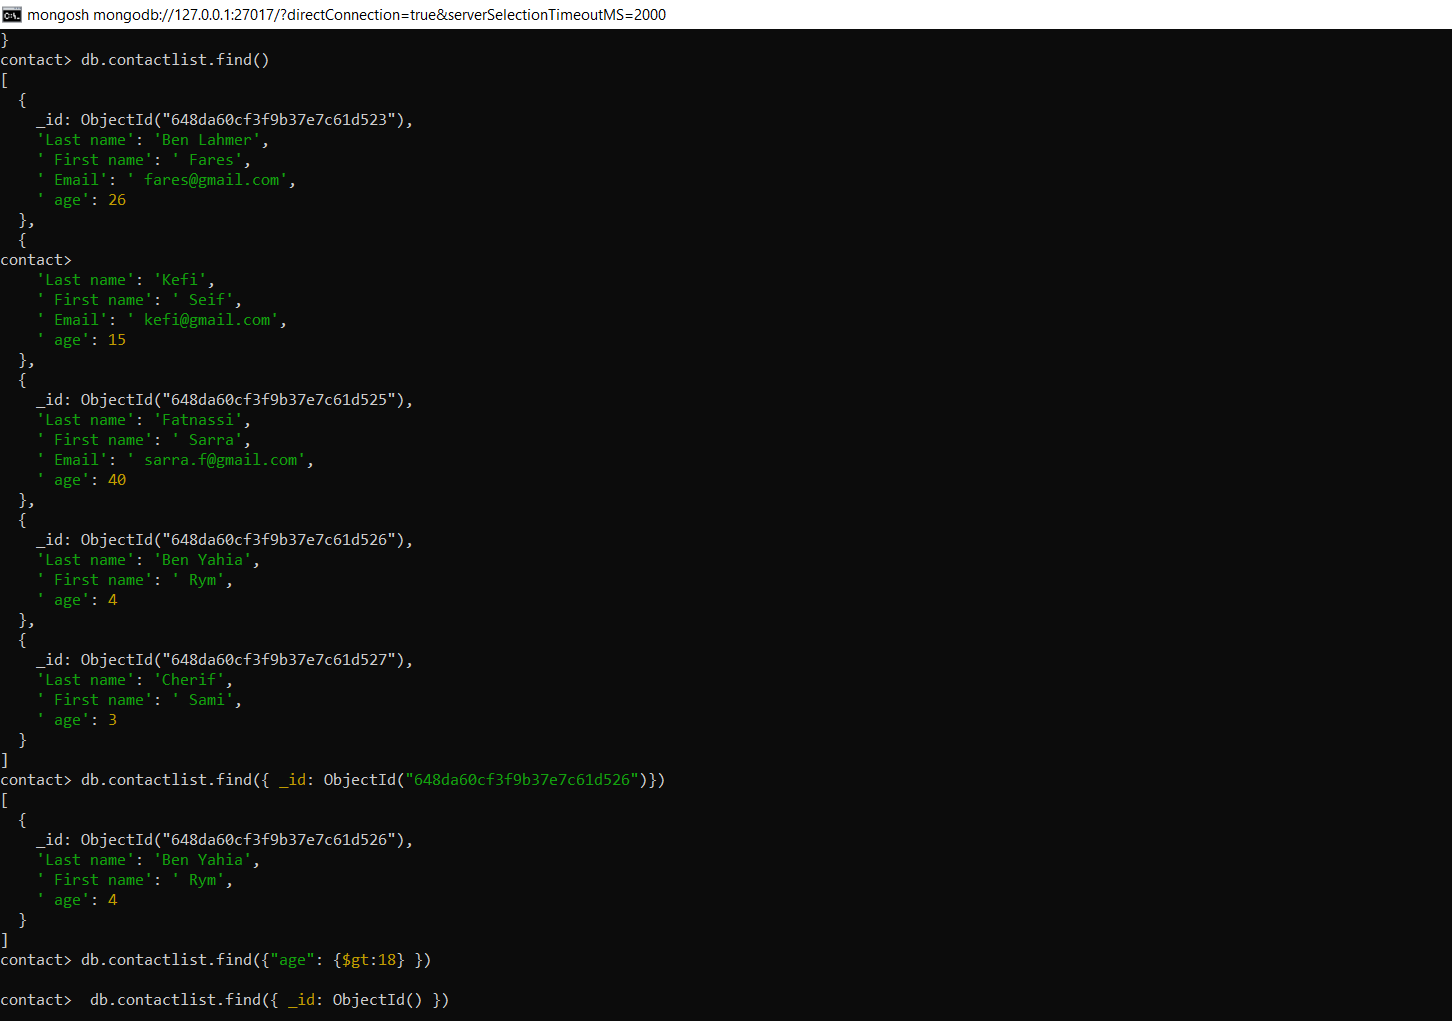 mongosh mongodb://127.0.0.1:27017/?directConnection=true&serverSelectionTimeoutMS=2000
}
contact> db.contactlist.find()
[
  {
    _id: ObjectId("648da60cf3f9b37e7c61d523"),
    'Last name': 'Ben Lahmer',
    ' First name': ' Fares',
    ' Email': ' fares@gmail.com',
    ' age': 26
  },
  {
contact>
    'Last name': 'Kefi',
    ' First name': ' Seif',
    ' Email': ' kefi@gmail.com',
    ' age': 15
  },
  {
    _id: ObjectId("648da60cf3f9b37e7c61d525"),
    'Last name': 'Fatnassi',
    ' First name': ' Sarra',
    ' Email': ' sarra.f@gmail.com',
    ' age': 40
  },
  {
    _id: ObjectId("648da60cf3f9b37e7c61d526"),
    'Last name': 'Ben Yahia',
    ' First name': ' Rym',
    ' age': 4
  },
  {
    _id: ObjectId("648da60cf3f9b37e7c61d527"),
    'Last name': 'Cherif',
    ' First name': ' Sami',
    ' age': 3
  }
]
contact> db.contactlist.find({ _id: ObjectId("648da60cf3f9b37e7c61d526")})
[
  {
    _id: ObjectId("648da60cf3f9b37e7c61d526"),
    'Last name': 'Ben Yahia',
    ' First name': ' Rym',
    ' age': 4
  }
]
contact> db.contactlist.find({"age": {$gt:18} })
contact>  db.contactlist.find({ _id: ObjectId() })